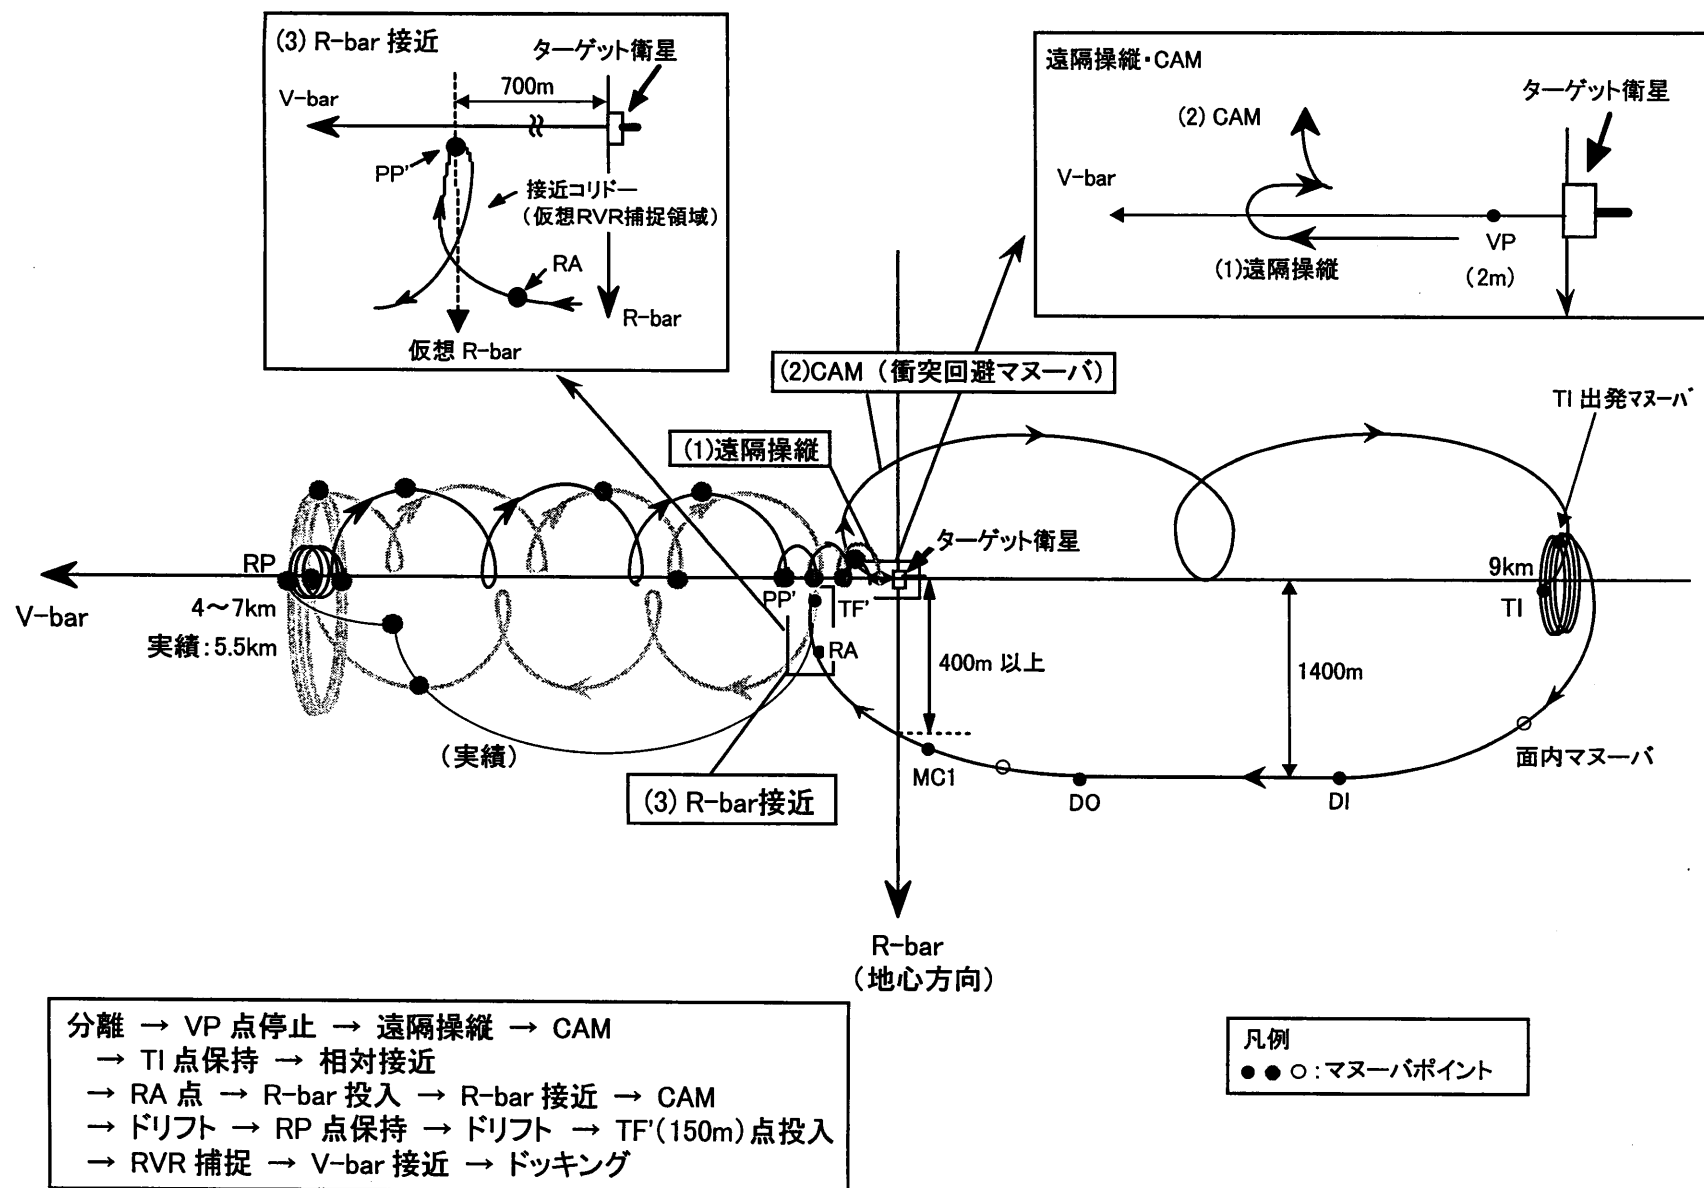 (3) R-bar 接近
ターゲット衛星
700m
V-bar
PP'
接近コリドー
(仮想RVR捕捉領域)
RA
R-bar
仮想 R-bar
遠隔操縦・CAM
ターゲット衛星
(2) CAM
V-bar
VP
(1)遠隔操縦
(2m)
(2)CAM (衝突回避マヌーバ)
TI 出発マヌーバ
(1)遠隔操縦
ターゲット衛星
RP
9km
V-bar
4～7km
PP'
TF'
TI
実績:5.5km
RA
400m 以上
1400m
(実績)
面内マヌーバ
MC1
DO
DI
(3) R-bar接近
R-bar
(地心方向)
分離 → VP 点停止 → 遠隔操縦 → CAM
→ TI 点保持 → 相対接近
→ RA 点 → R-bar 投入 → R-bar 接近 → CAM
→ ドリフト → RP 点保持 → ドリフト → TF'(150m)点投入
→ RVR 捕捉 → V-bar 接近 → ドッキング
凡例
● ● ○ : マヌーバポイント